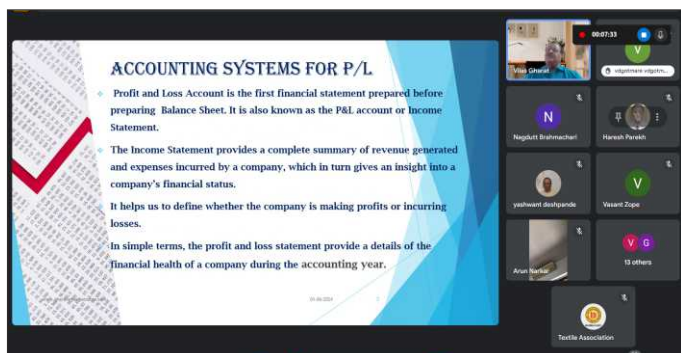 ACCOUNTING SYSTEMS FOR P/L
Profit and Loss Account is the first financial statement prepared before
preparing Balance Sheet. It is also known as the P&L account or Income
Statement.
The Income Statement provides a complete summary of revenue generated
and expenses incurred by a company, which in turn gives an insight into a
company's financial status.
It helps us to define whether the company is making profits or incurring
losses.
In simple terms, the profit and loss statement provide a details of the
financial health of a company during the accounting year.
00:07:33
Vilas Gharat
V
N
Nagdutt Brahmachari
Haresh Parekh
yashwant deshpande
V
Vasant Zope
Arun Narkar
V G
13 others
Textile Association